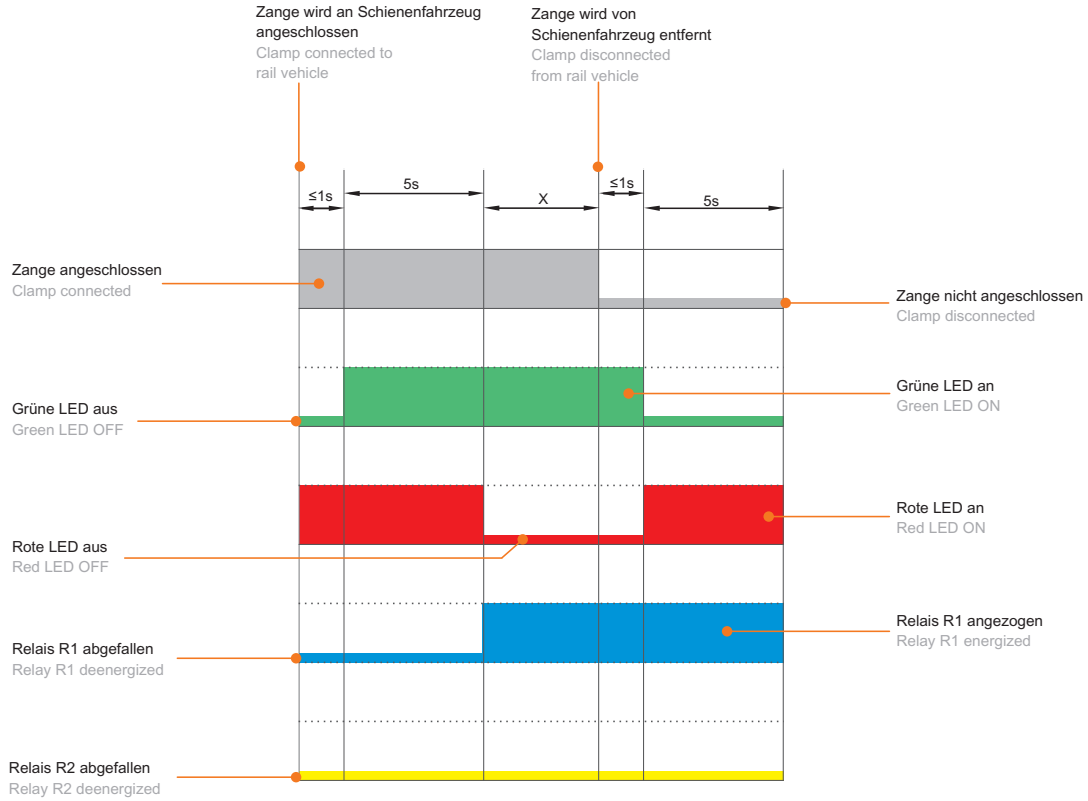 Zange wird an Schienenfahrzeug
angeschlossen
Clamp connected to
rail vehicle
Zange wird von
Schienenfahrzeug entfernt
Clamp disconnected
from rail vehicle
≤1s
5s
X
≤1s
5s
Zange angeschlossen
Clamp connected
Zange nicht angeschlossen
Clamp disconnected
Grüne LED aus
Green LED OFF
Grüne LED an
Green LED ON
Rote LED aus
Red LED OFF
Rote LED an
Red LED ON
Relais R1 abgefallen
Relay R1 deenergized
Relais R1 angezogen
Relay R1 energized
Relais R2 abgefallen
Relay R2 deenergized